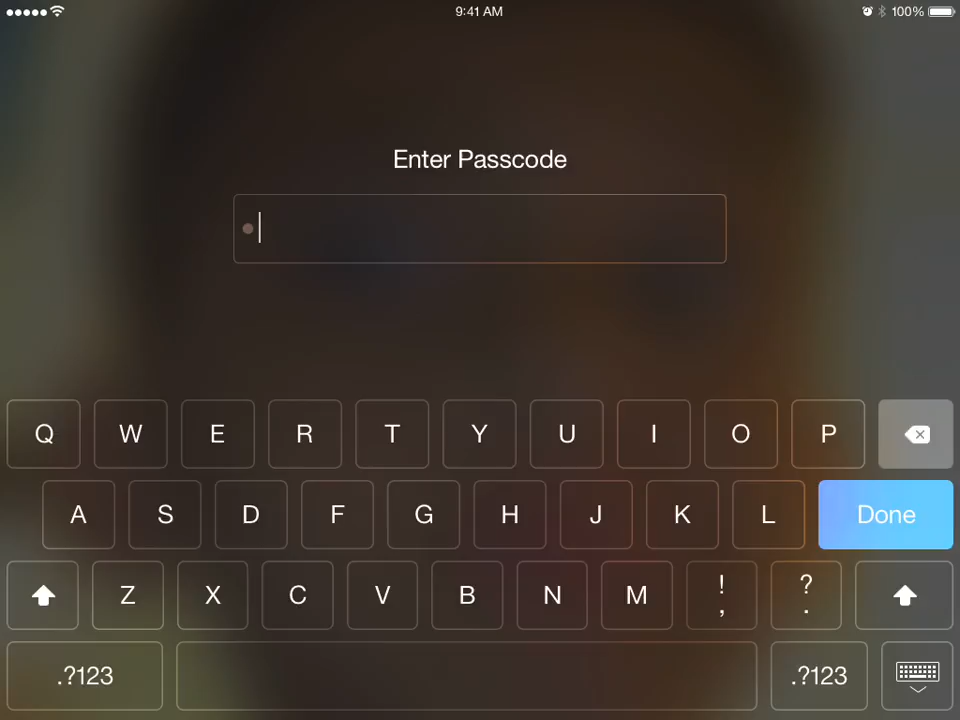 9:41 AM 100%
Enter Passcode
Q W E R T Y U I O P
A S D F G H J K L Done
Z X C V B N M ! , ? .
.?123 .?123